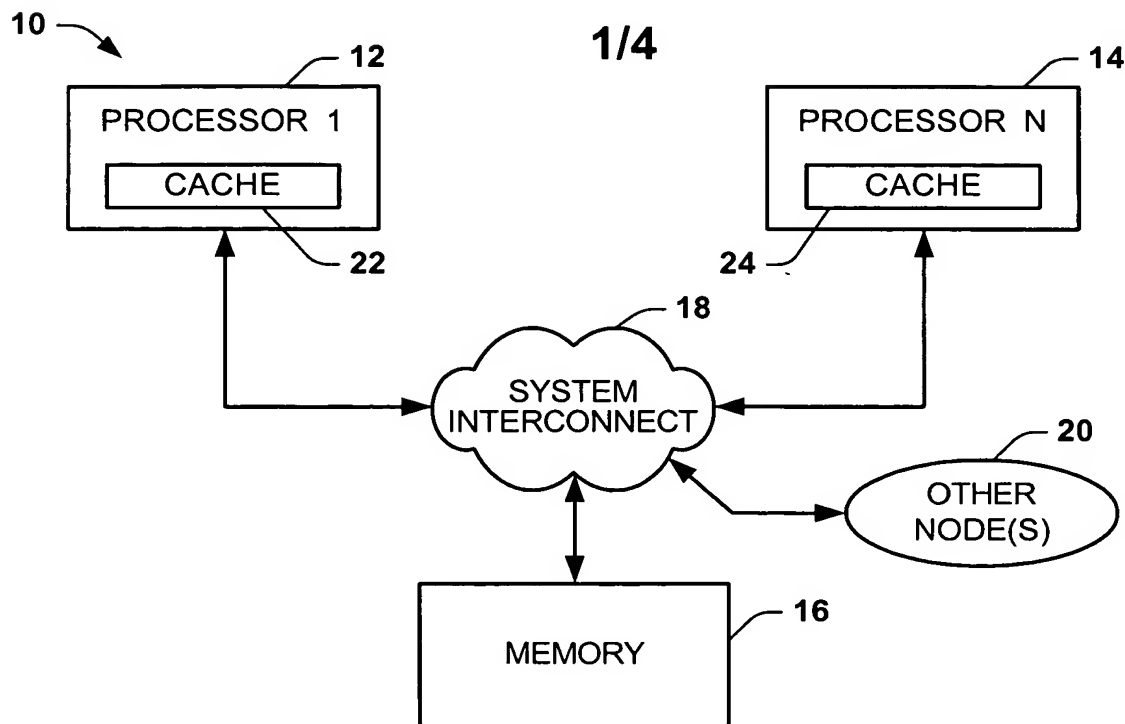 10
12
1/4
14
PROCESSOR 1
PROCESSOR N
CACHE
CACHE
22
24
18
SYSTEM
INTERCONNECT
20
OTHER
NODE(S)
16
MEMORY